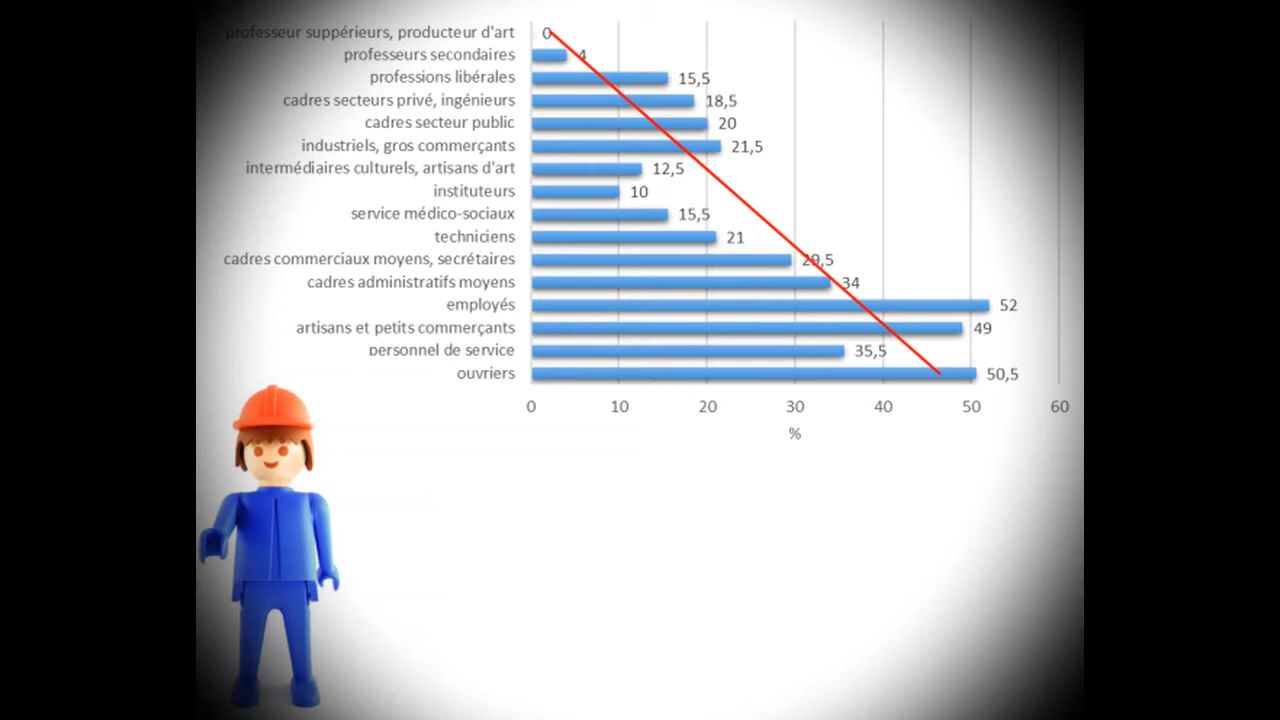 professeur suppérieurs, producteur d'art 0
professeurs secondaires 4
professions libérales 15,5
cadres secteurs privé, ingénieurs 18,5
cadres secteur public 20
industriels, gros commerçants 21,5
intermédiaires culturels, artisans d'art 12,5
instituteurs 10
service médico-sociaux 15,5
techniciens 21
cadres commerciaux moyens, secrétaires 29,5
cadres administratifs moyens 34
employés 52
artisans et petits commerçants 49
personnel de service 35,5
ouvriers 50,5
0 10 20 30 40 50 60
%